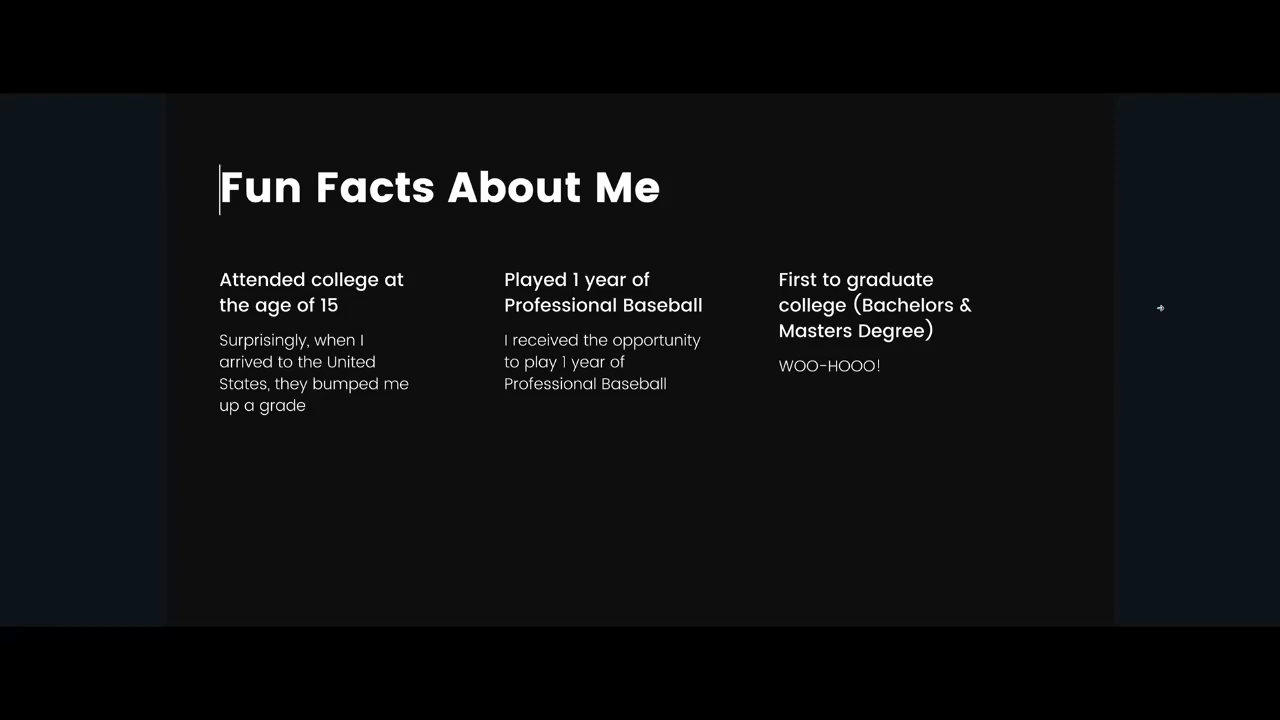 Fun Facts About Me
Attended college at
the age of 15
Surprisingly, when I
arrived to the United
States, they bumped me
up a grade
Played 1 year of
Professional Baseball
I received the opportunity
to play 1 year of
Professional Baseball
First to graduate
college (Bachelors &
Masters Degree)
WOO-HOOO!